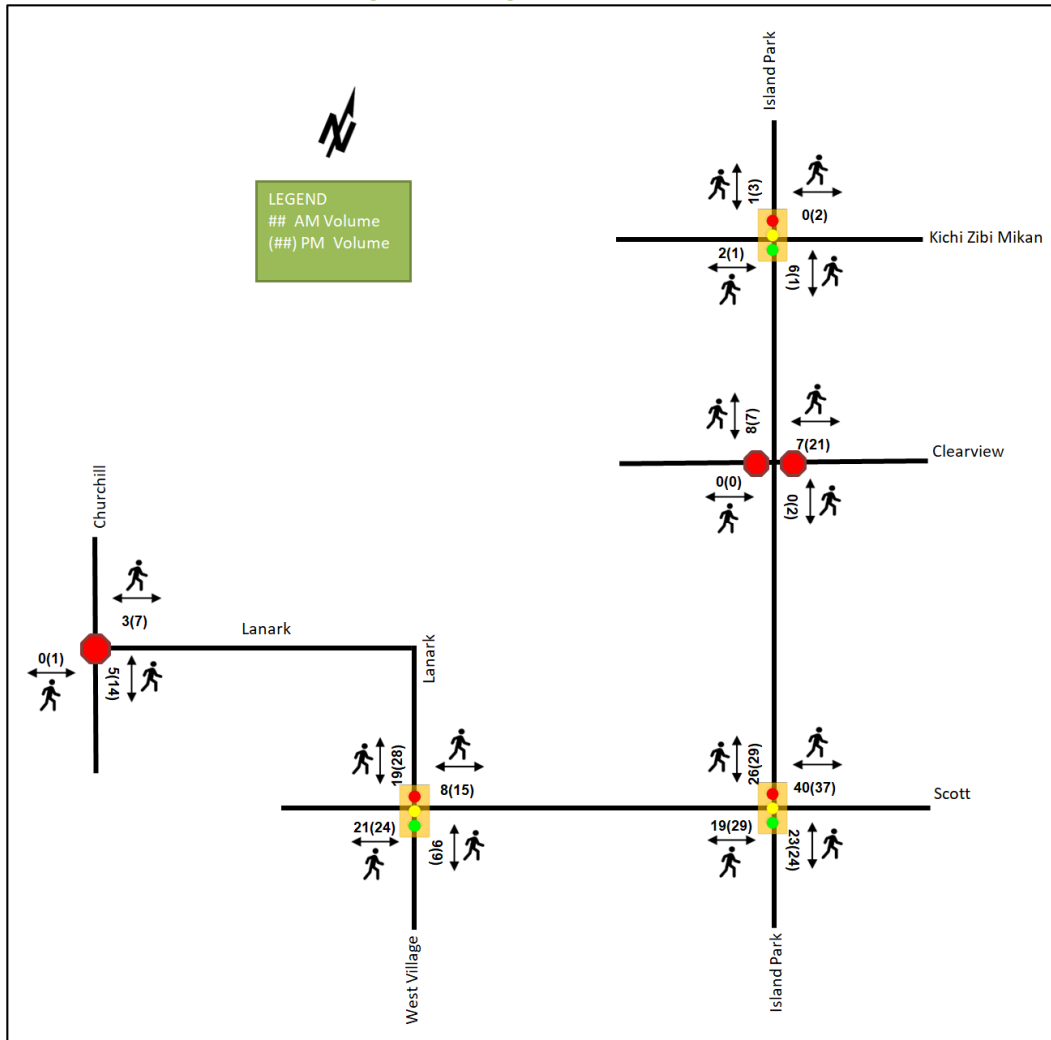 Island Park
1(3)
0(2)
Kichi Zibi Mikan
2(1)
6(1)
LEGEND
## AM Volume
(##) PM Volume
8(7)
7(21)
Clearview
0(0)
0(2)
Churchill
3(7)
Lanark
0(1)
5(14)
Lanark
19(28)
8(15)
21(24)
26(29)
40(37)
Scott
19(29)
23(24)
West Village
Island Park